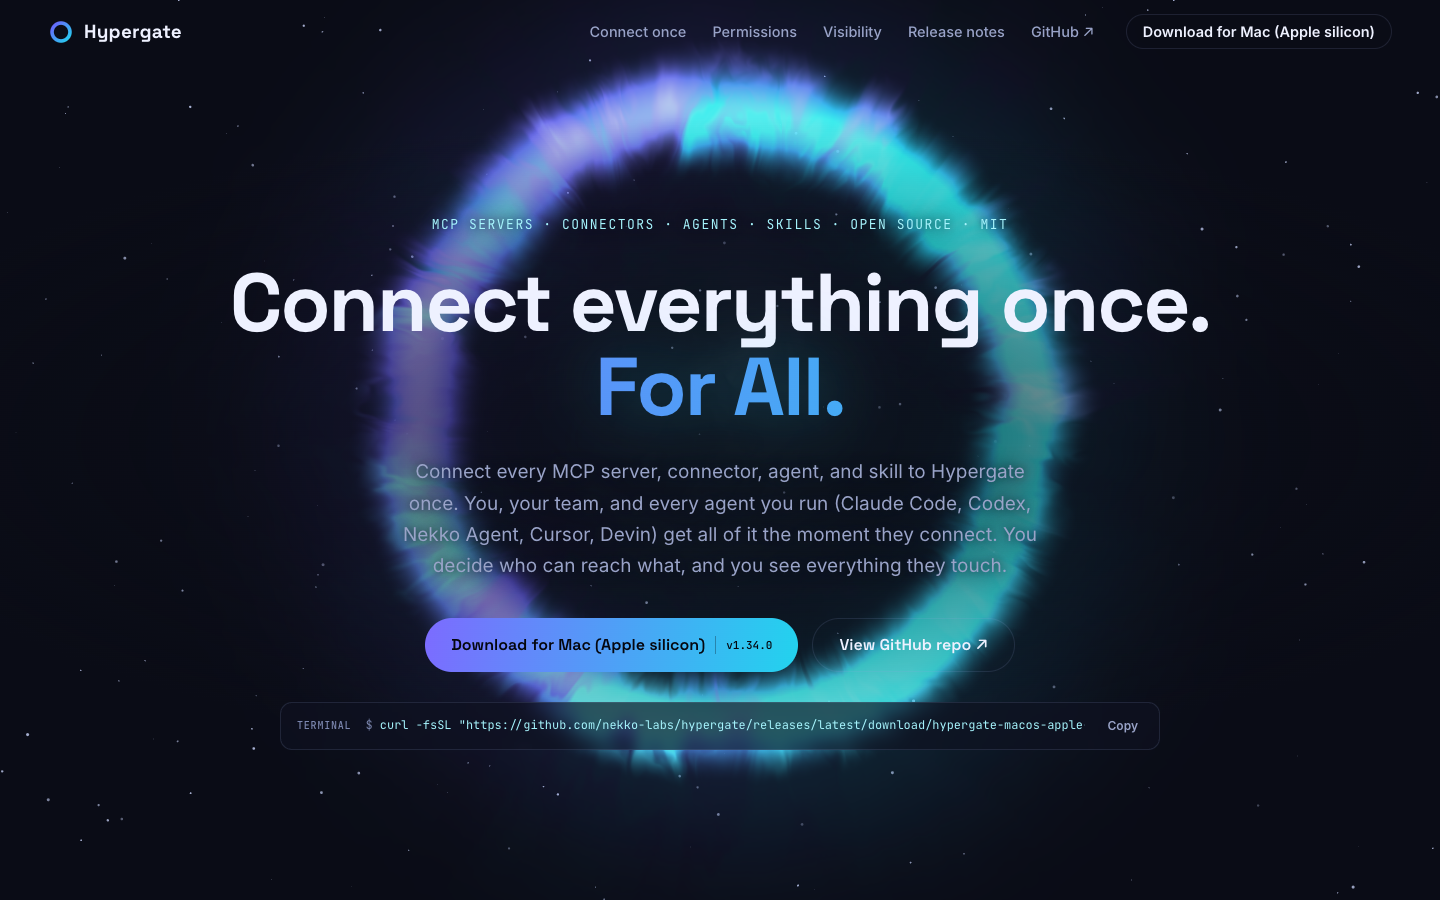 Hypergate
Connect once
Permissions
Visibility
Release notes
GitHub ↗
Download for Mac (Apple silicon)
MCP SERVERS · CONNECTORS · AGENTS · SKILLS · OPEN SOURCE · MIT
Connect everything once.
For All.
Connect every MCP server, connector, agent, and skill to Hypergate
once. You, your team, and every agent you run (Claude Code, Codex,
Nekko Agent, Cursor, Devin) get all of it the moment they connect. You
decide who can reach what, and you see everything they touch.
Download for Mac (Apple silicon) | v1.34.0
View GitHub repo ↗
TERMINAL $ curl -fsSL "https://github.com/nekko-labs/hypergate/releases/latest/download/hypergate-macos-apple
Copy